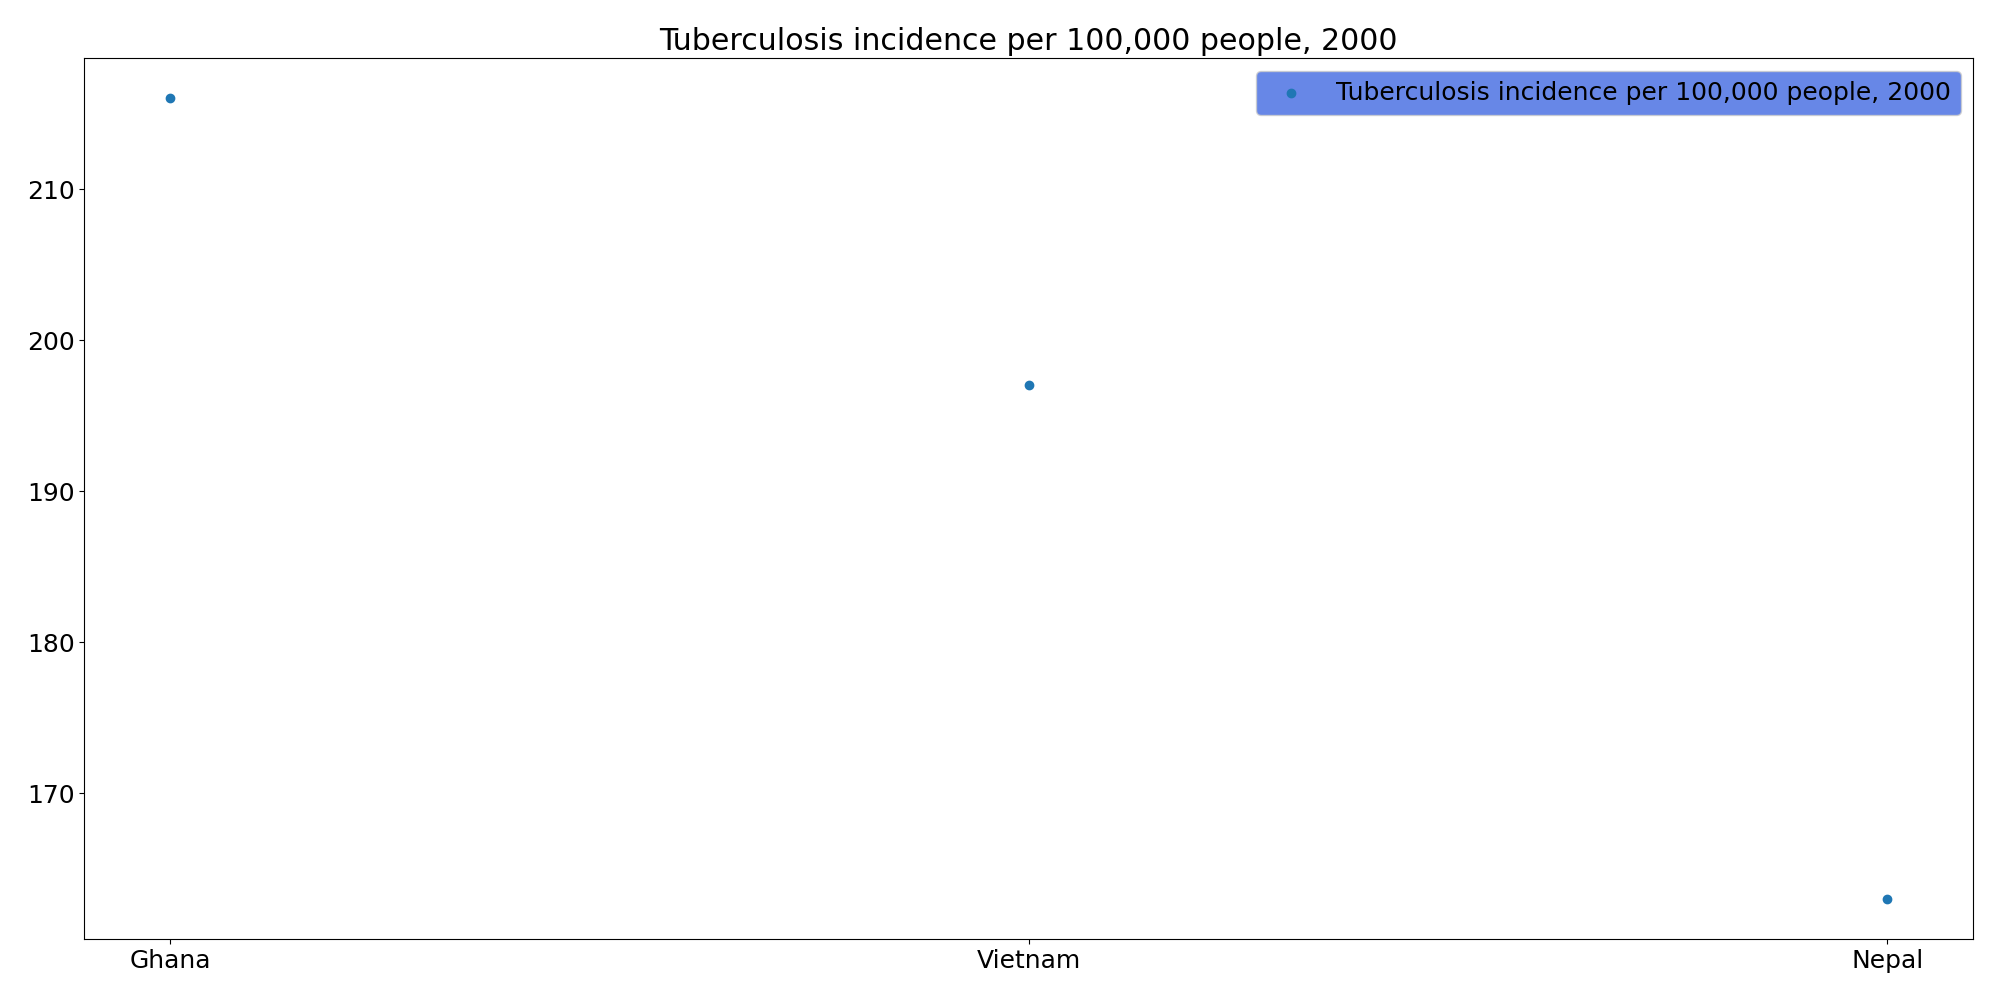 Tuberculosis incidence per 100,000 people, 2000
Tuberculosis incidence per 100,000 people, 2000
210
200
190
180
170
Ghana Vietnam Nepal